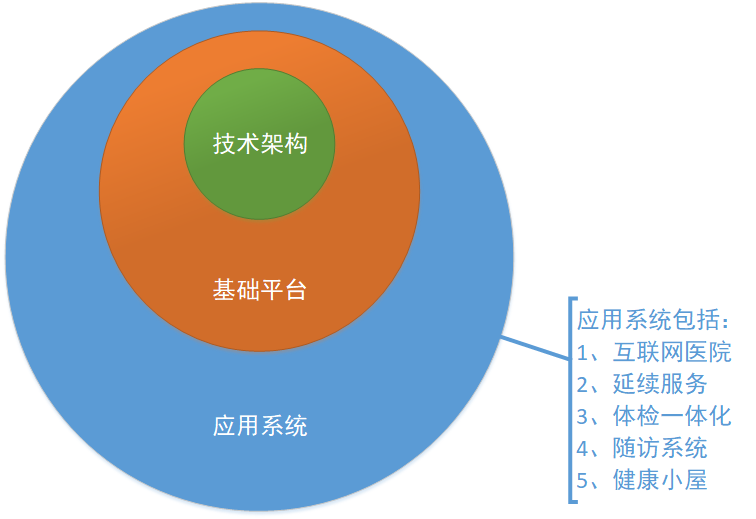 技术架构
基础平台
应用系统
应用系统包括：
1、互联网医院
2、延续服务
3、体检一体化
4、随访系统
5、健康小屋